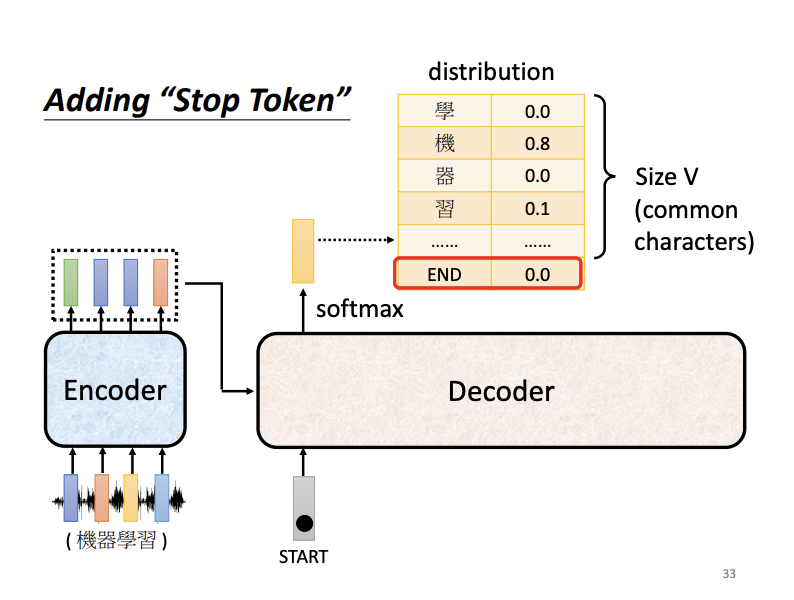 Adding “Stop Token”
distribution
學 0.0
機 0.8
器 0.0
習 0.1
…… ……
END 0.0
Size V
(common
characters)
softmax
Encoder
Decoder
( 機器學習 )
START
33